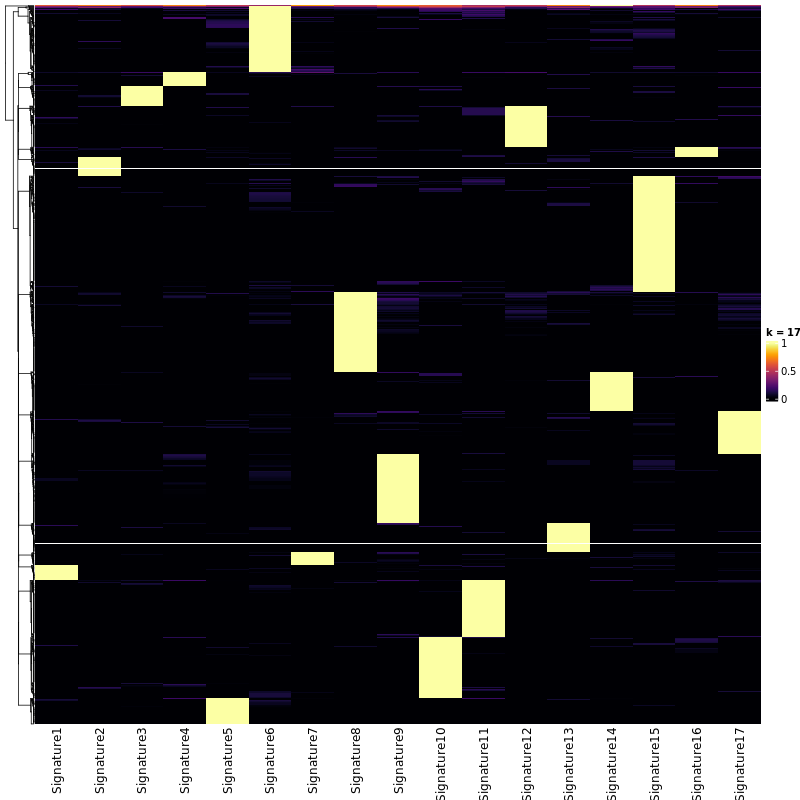 k = 17
1
0.5
0
Signature1
Signature2
Signature3
Signature4
Signature5
Signature6
Signature7
Signature8
Signature9
Signature10
Signature11
Signature12
Signature13
Signature14
Signature15
Signature16
Signature17